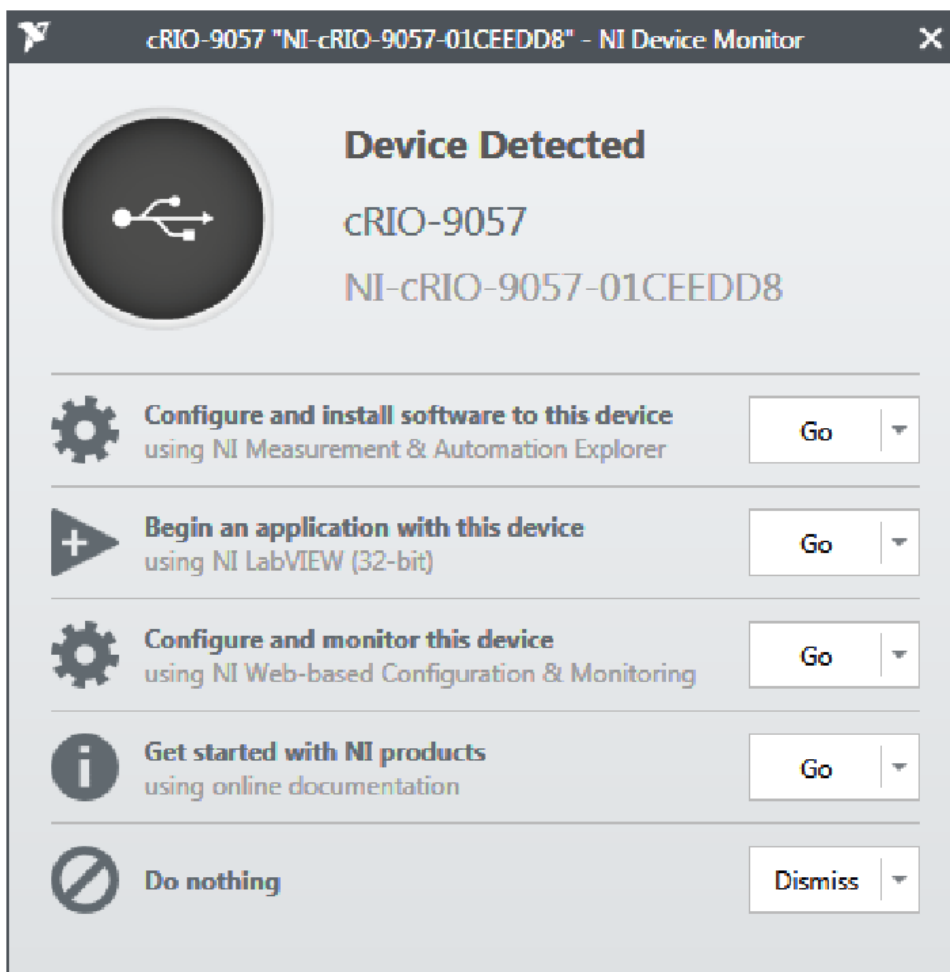 cRIO-9057 "NI-cRIO-9057-01CEEDD8" - NI Device Monitor
Device Detected
cRIO-9057
NI-cRIO-9057-01CEEDD8
Configure and install software to this device
using NI Measurement & Automation Explorer
Go
Begin an application with this device
using NI LabVIEW (32-bit)
Go
Configure and monitor this device
using NI Web-based Configuration & Monitoring
Go
Get started with NI products
using online documentation
Go
Do nothing
Dismiss